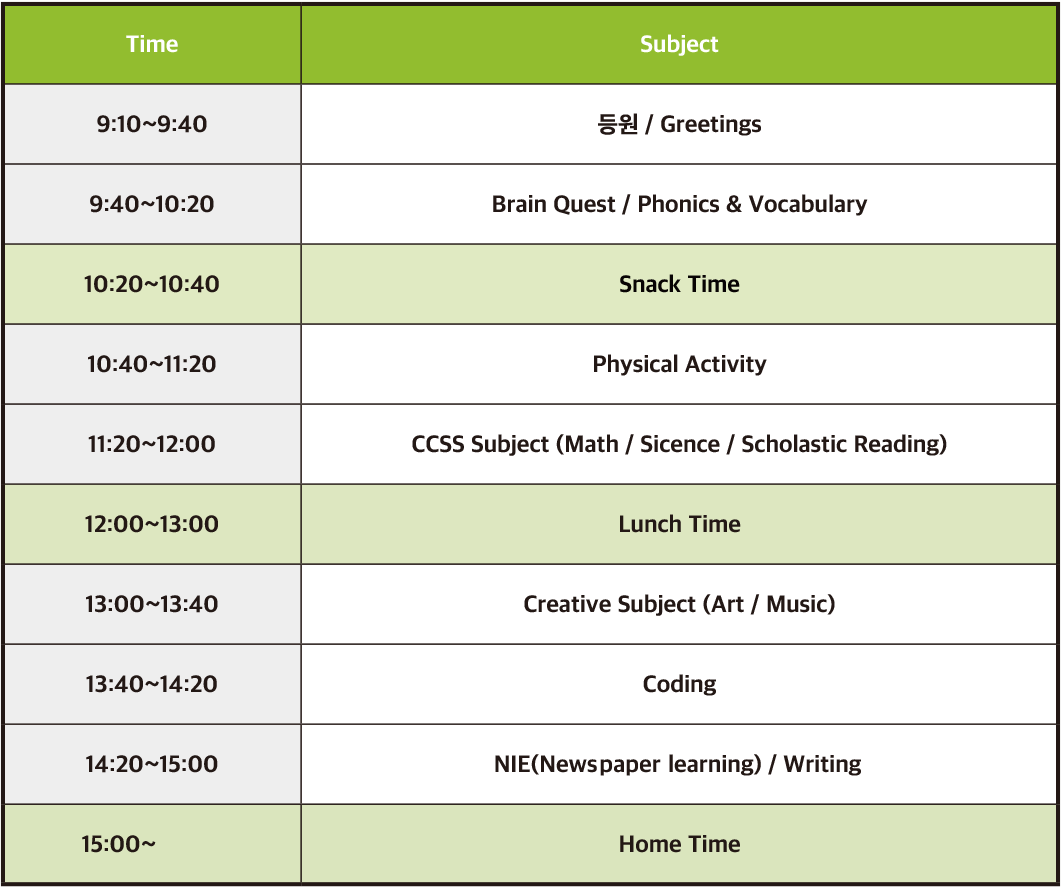 Time Subject
9:10~9:40 등원 / Greetings
9:40~10:20 Brain Quest / Phonics & Vocabulary
10:20~10:40 Snack Time
10:40~11:20 Physical Activity
11:20~12:00 CCSS Subject (Math / Sicence / Scholastic Reading)
12:00~13:00 Lunch Time
13:00~13:40 Creative Subject (Art / Music)
13:40~14:20 Coding
14:20~15:00 NIE(Newspaper learning) / Writing
15:00~ Home Time